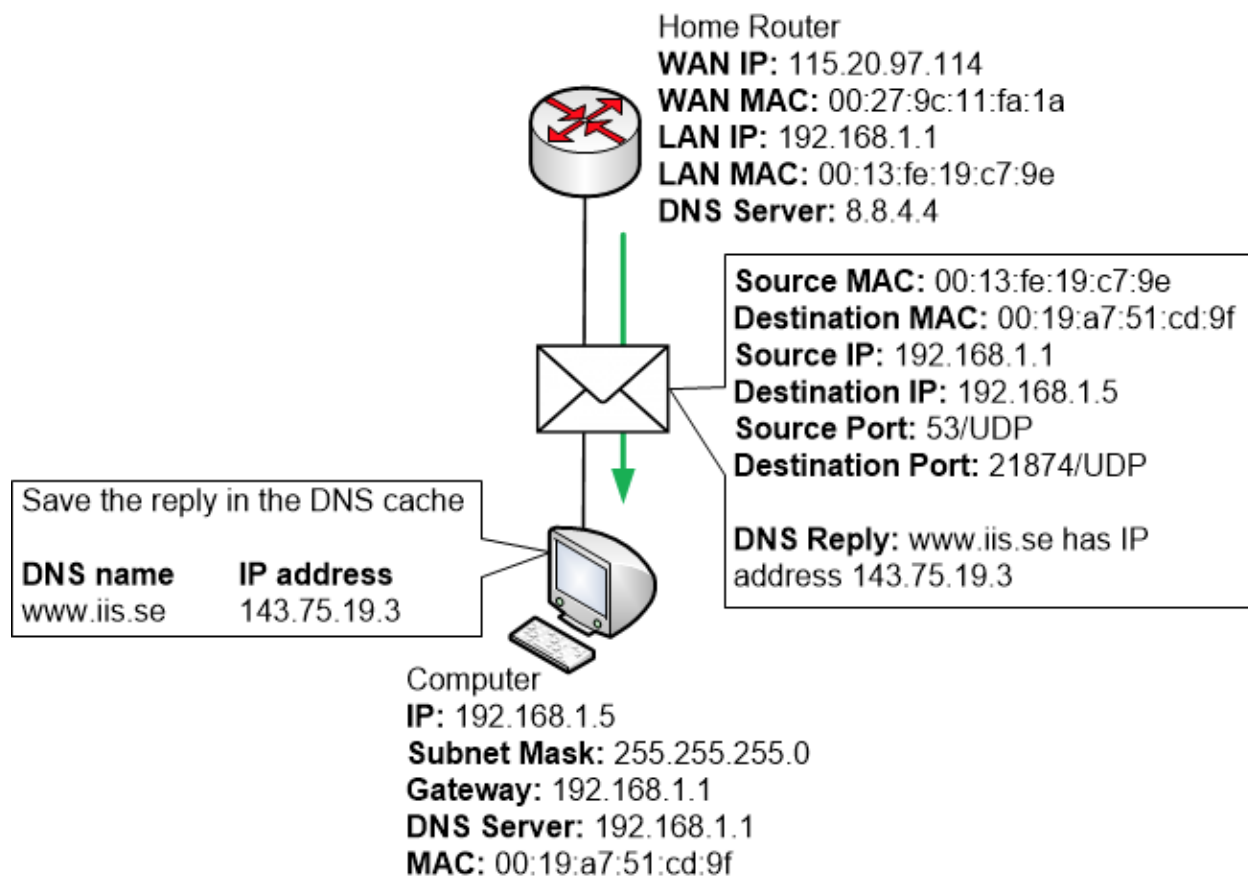 Home Router
WAN IP: 115.20.97.114
WAN MAC: 00:27:9c:11:fa:1a
LAN IP: 192.168.1.1
LAN MAC: 00:13:fe:19:c7:9e
DNS Server: 8.8.4.4
Source MAC: 00:13:fe:19:c7:9e
Destination MAC: 00:19:a7:51:cd:9f
Source IP: 192.168.1.1
Destination IP: 192.168.1.5
Source Port: 53/UDP
Destination Port: 21874/UDP
DNS Reply: www.iis.se has IP
address 143.75.19.3
Save the reply in the DNS cache
DNS name IP address
www.iis.se 143.75.19.3
Computer
IP: 192.168.1.5
Subnet Mask: 255.255.255.0
Gateway: 192.168.1.1
DNS Server: 192.168.1.1
MAC: 00:19:a7:51:cd:9f